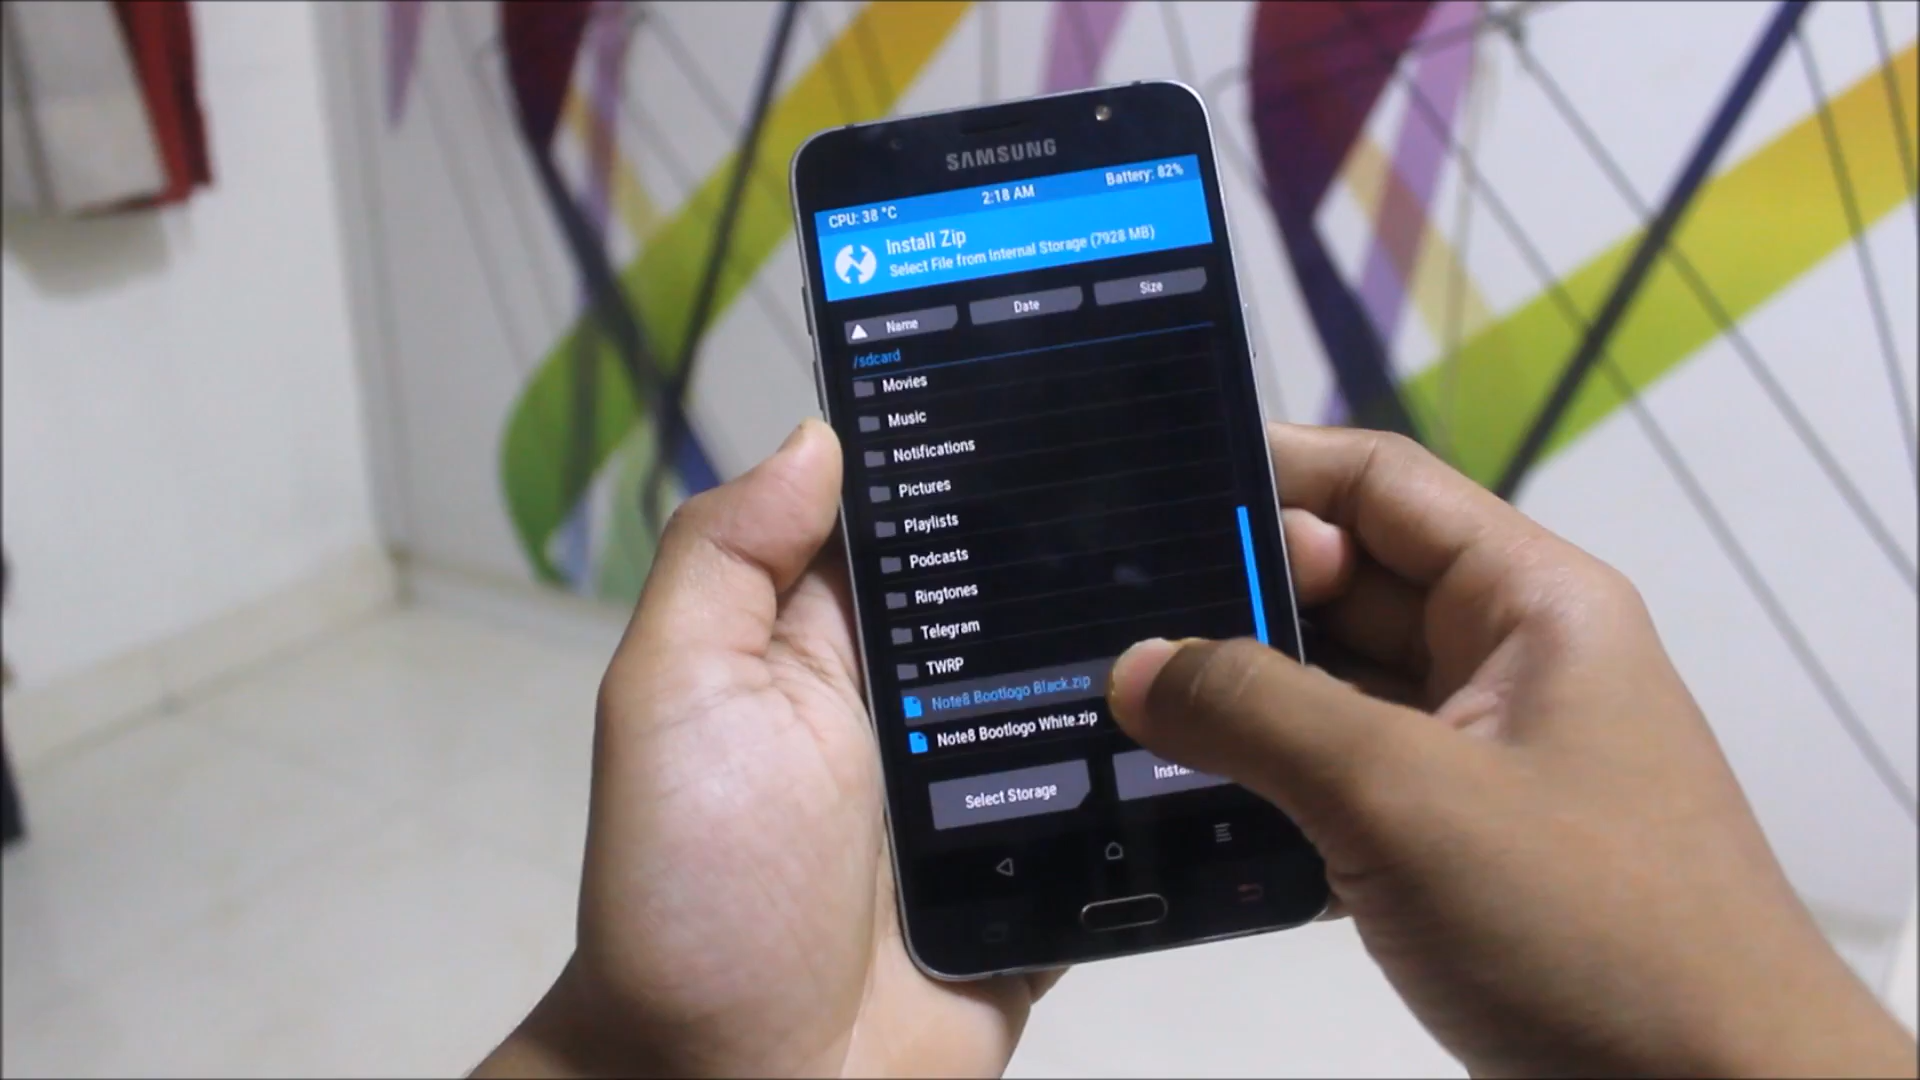 SAMSUNG
CPU: 38 °C
2:18 AM
Battery: 82%
Install Zip
Select File from Internal Storage (7928 MB)
Name
Date
Size
/sdcard
Movies
Music
Notifications
Pictures
Playlists
Podcasts
Ringtones
Telegram
TWRP
Note8 Bootlogo Black.zip
Note8 Bootlogo White.zip
Select Storage